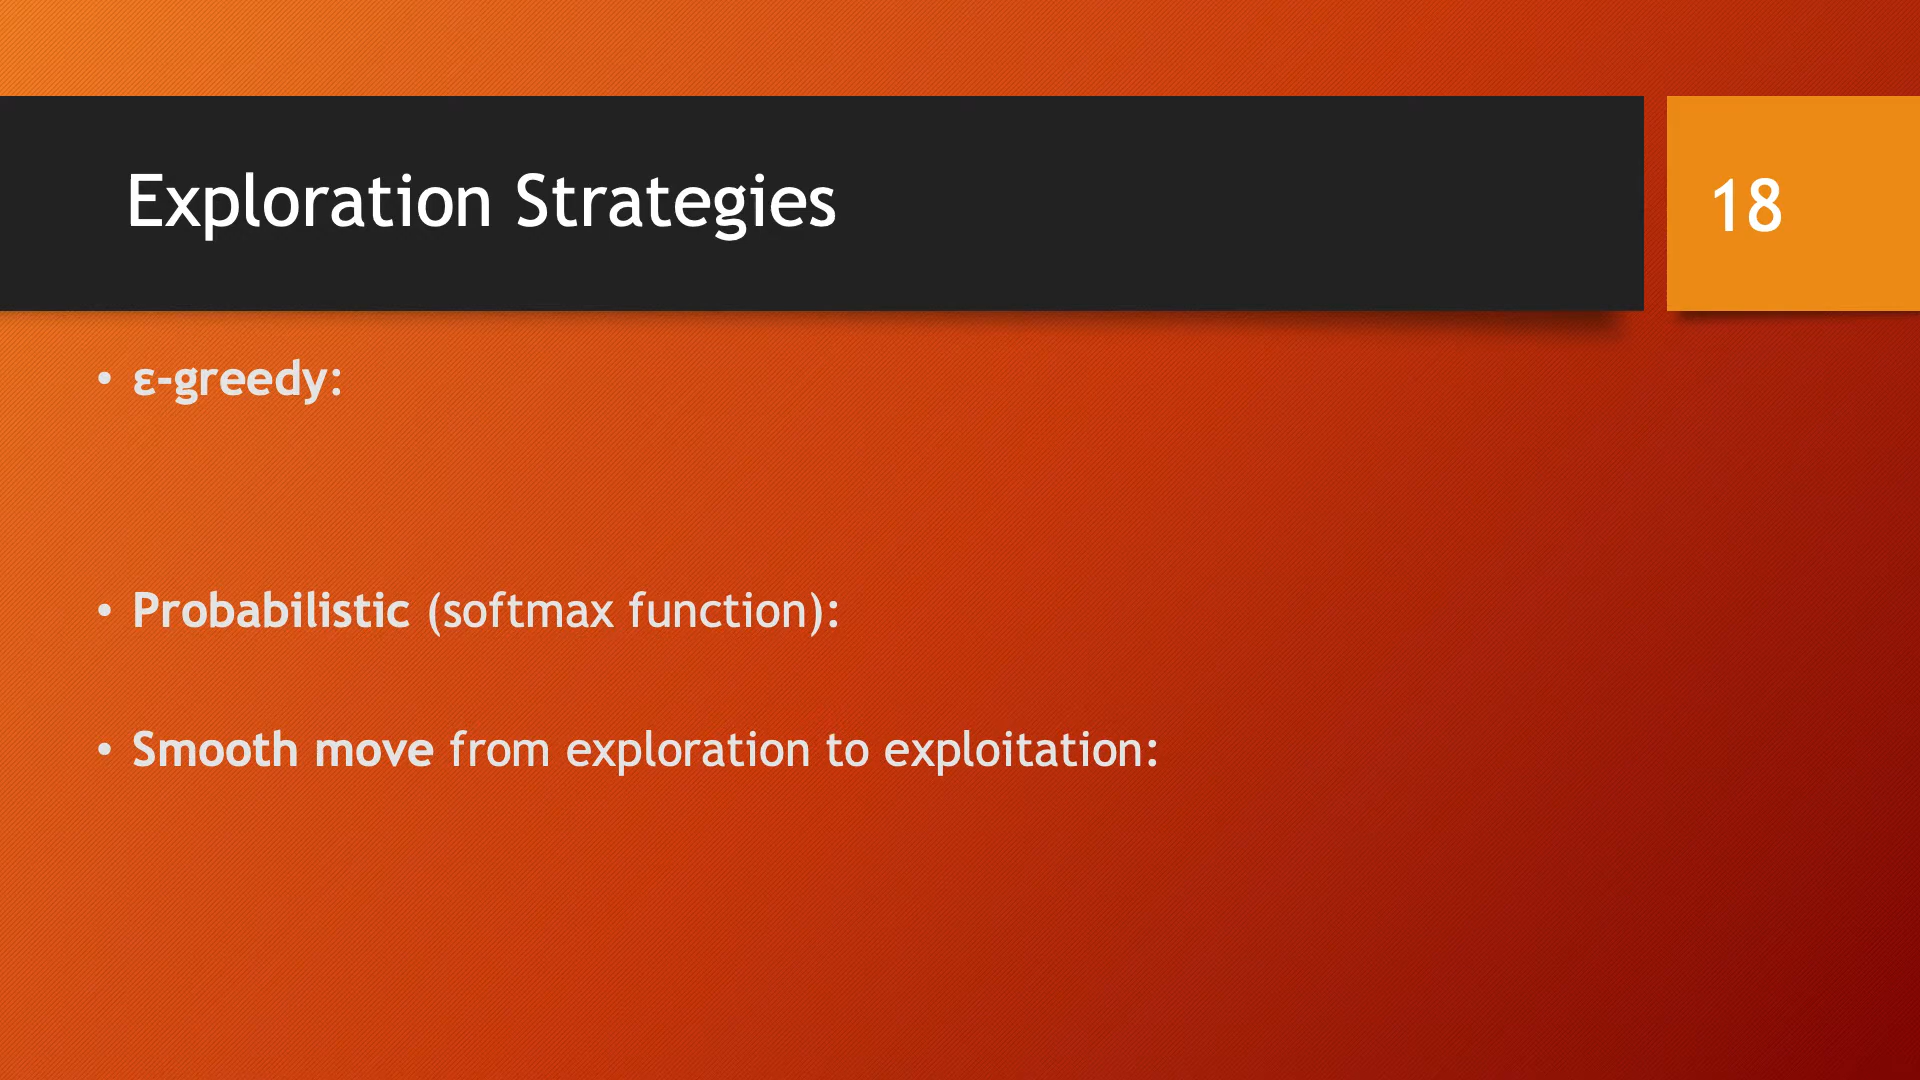 Exploration Strategies
18
• ε-greedy:
• Probabilistic (softmax function):
• Smooth move from exploration to exploitation: